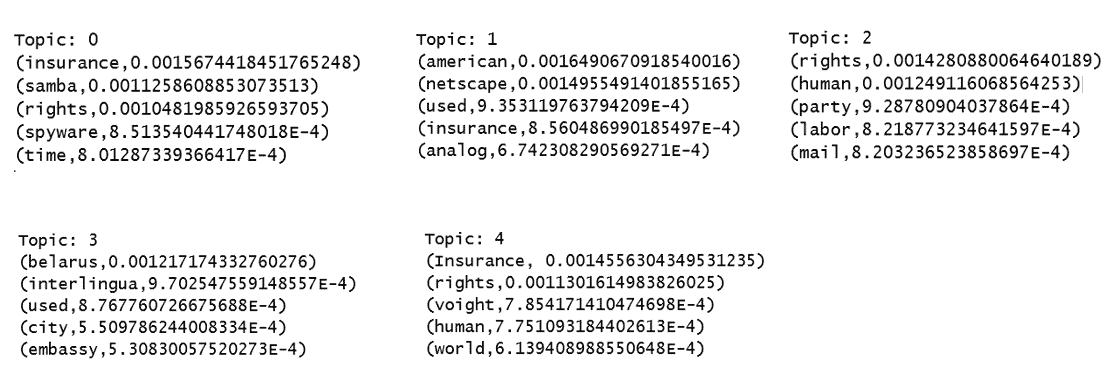 Topic: 0
(insurance,0.0015674418451765248)
(samba,0.0011258608853073513)
(rights,0.0010481985926593705)
(spyware,8.513540441748018E-4)
(time,8.01287339366417E-4)
Topic: 1
(american,0.0016490670918540016)
(netscape,0.0014955491401855165)
(used,9.353119763794209E-4)
(insurance,8.560486990185497E-4)
(analog,6.742308290569271E-4)
Topic: 2
(rights,0.0014280880064640189)
(human,0.001249116068564253)
(party,9.28780904037864E-4)
(labor,8.218773234641597E-4)
(mail,8.203236523858697E-4)
Topic: 3
(belarus,0.001217174332760276)
(interlingua,9.702547559148557E-4)
(used,8.767760726675688E-4)
(city,5.509786244008334E-4)
(embassy,5.30830057520273E-4)
Topic: 4
(Insurance, 0.0014556304349531235)
(rights,0.0011301614983826025)
(voight,7.854171410474698E-4)
(human,7.751093184402613E-4)
(world,6.139408988550648E-4)